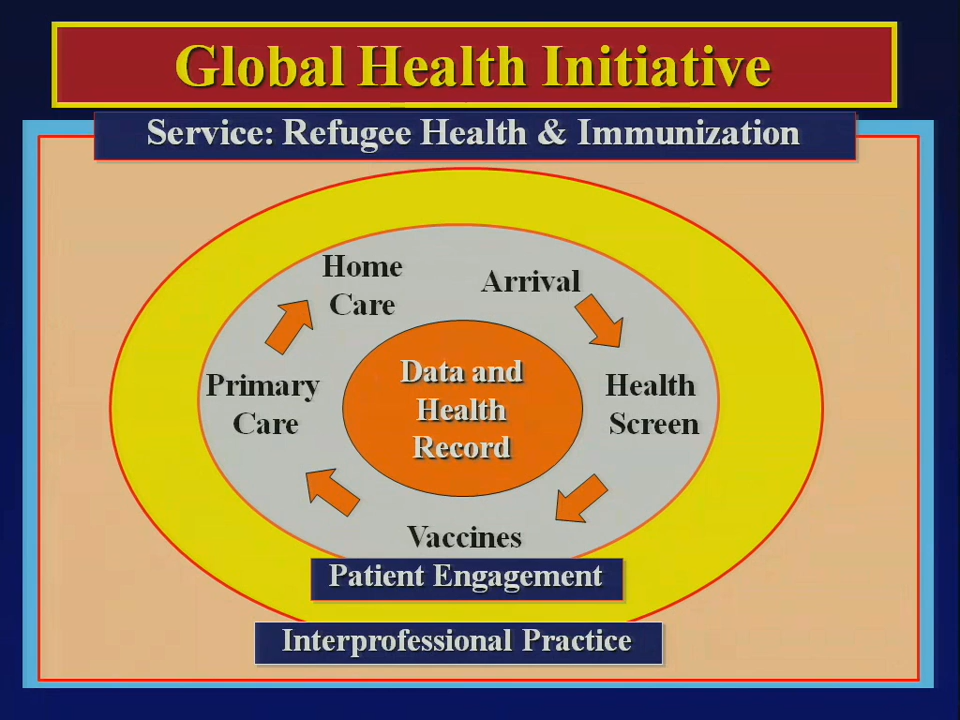 Global Health Initiative
Service: Refugee Health & Immunization
Home
Care
Arrival
Primary
Care
Data and
Health
Record
Health
Screen
Vaccines
Patient Engagement
Interprofessional Practice